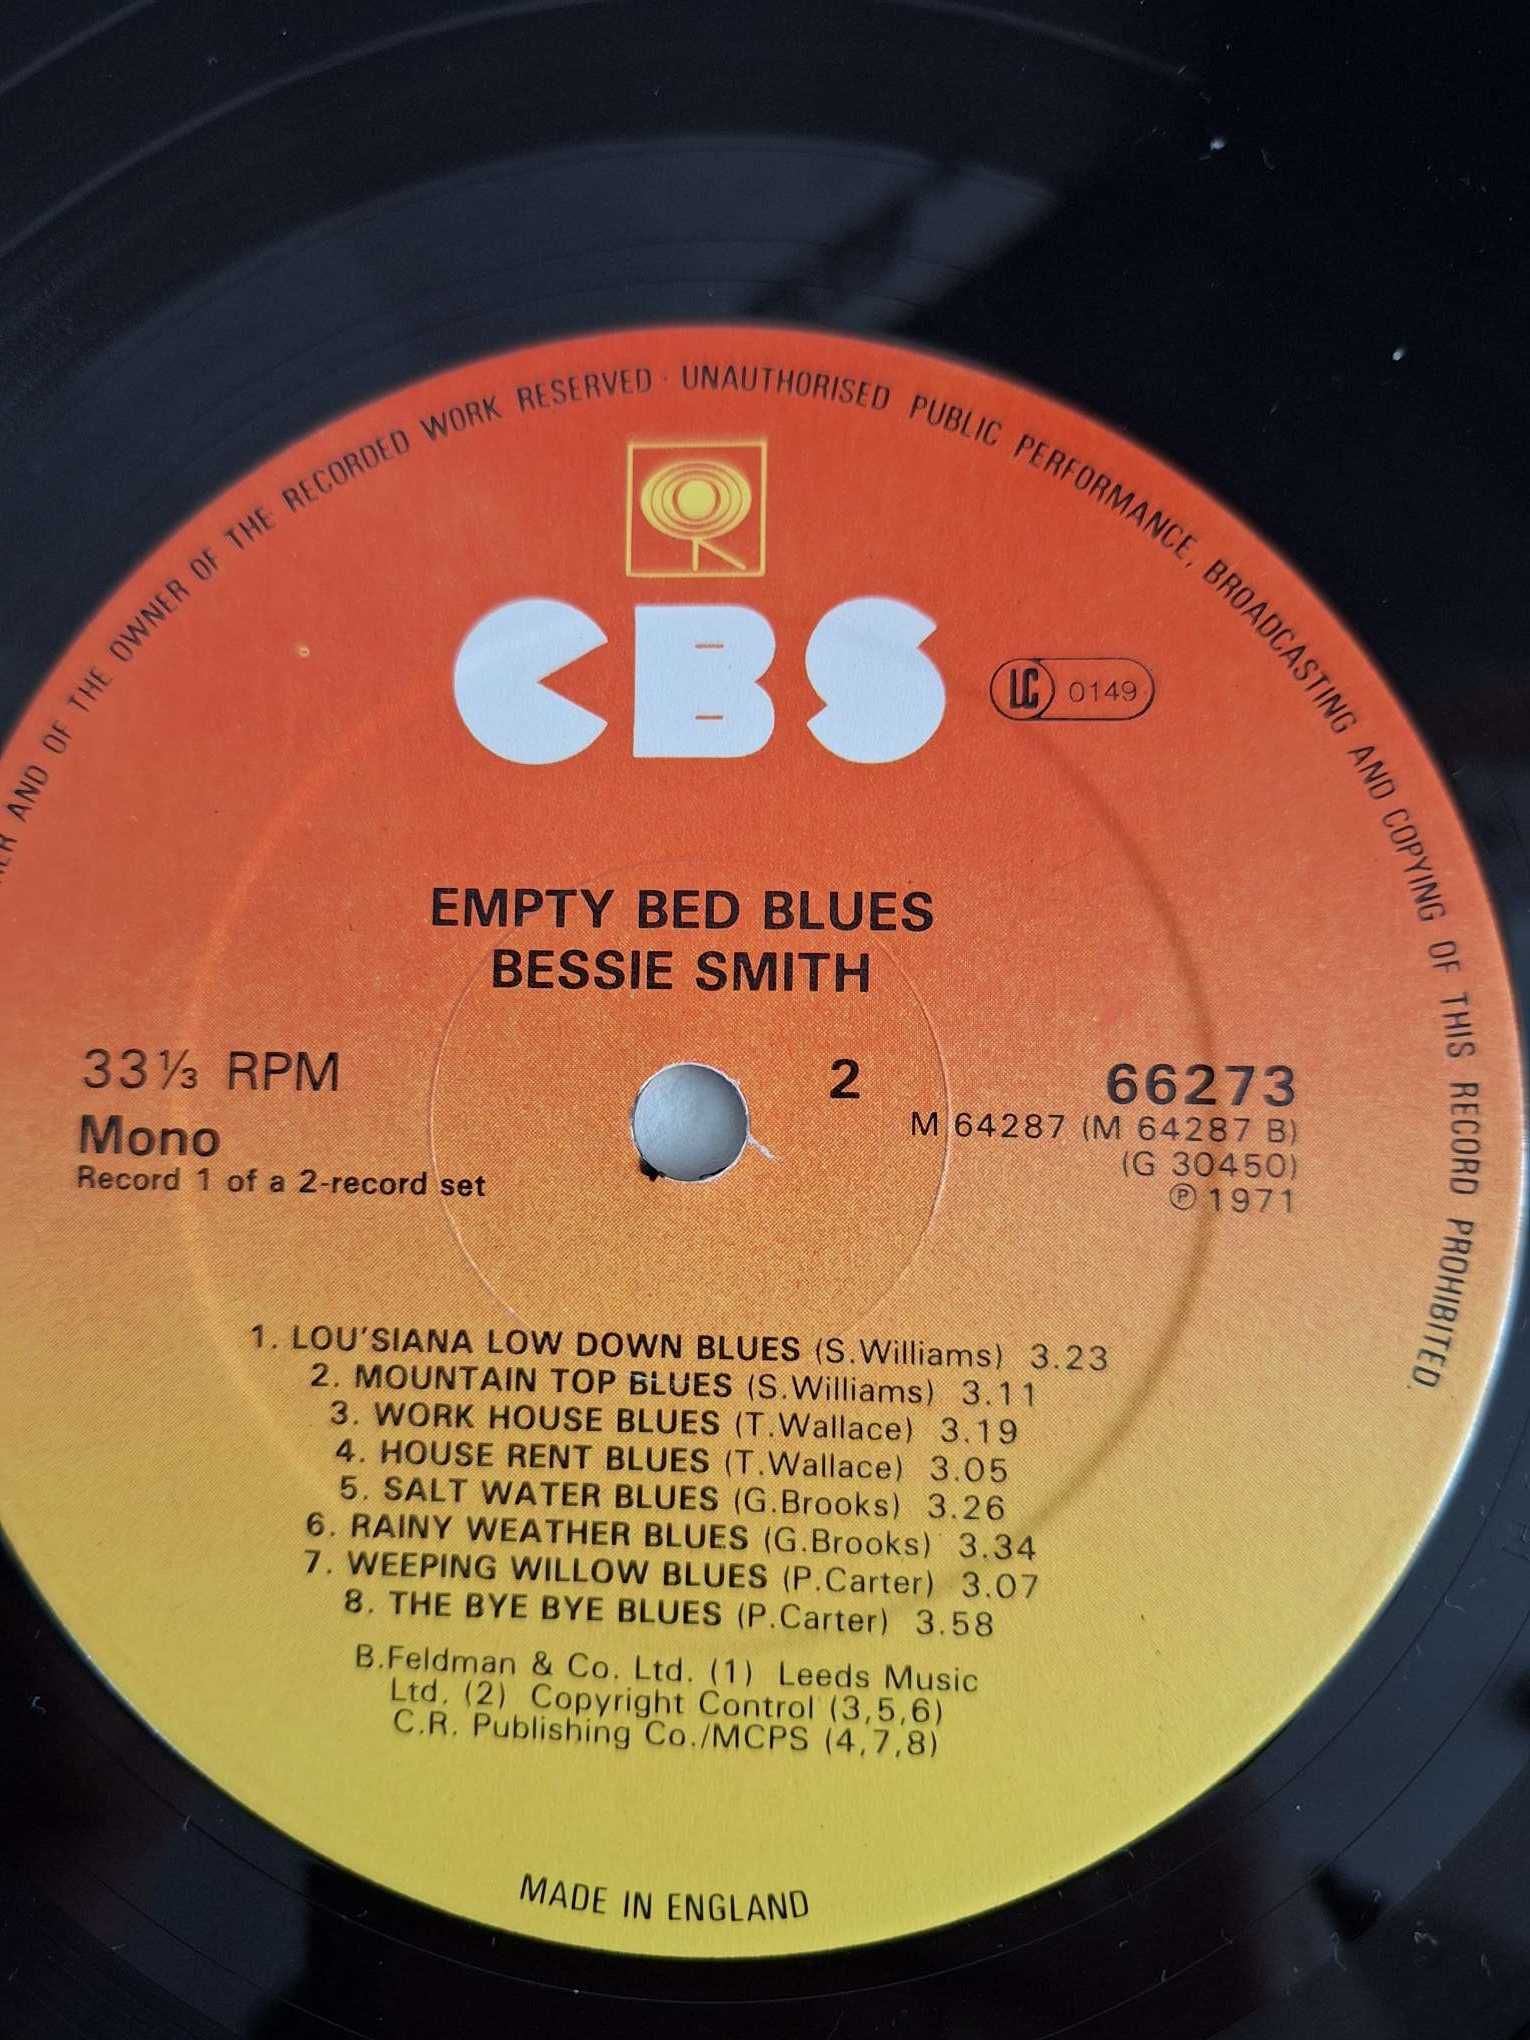 AND OF THE OWNER OF THE RECORDED WORK RESERVED · UNAUTHORISED PUBLIC PERFORMANCE, BROADCASTING AND COPYING OF THIS RECORD PROHIBITED.
CBS
LC 0149
EMPTY BED BLUES
BESSIE SMITH
33⅓ RPM
Mono
Record 1 of a 2-record set
2
66273
M 64287 (M 64287 B)
(G 30450)
℗ 1971
1. LOU'SIANA LOW DOWN BLUES (S.Williams) 3.23
2. MOUNTAIN TOP BLUES (S.Williams) 3.11
3. WORK HOUSE BLUES (T.Wallace) 3.19
4. HOUSE RENT BLUES (T.Wallace) 3.05
5. SALT WATER BLUES (G.Brooks) 3.26
6. RAINY WEATHER BLUES (G.Brooks) 3.34
7. WEEPING WILLOW BLUES (P.Carter) 3.07
8. THE BYE BYE BLUES (P.Carter) 3.58
B.Feldman & Co. Ltd. (1) Leeds Music
Ltd. (2) Copyright Control (3,5,6)
C.R. Publishing Co./MCPS (4,7,8)
MADE IN ENGLAND